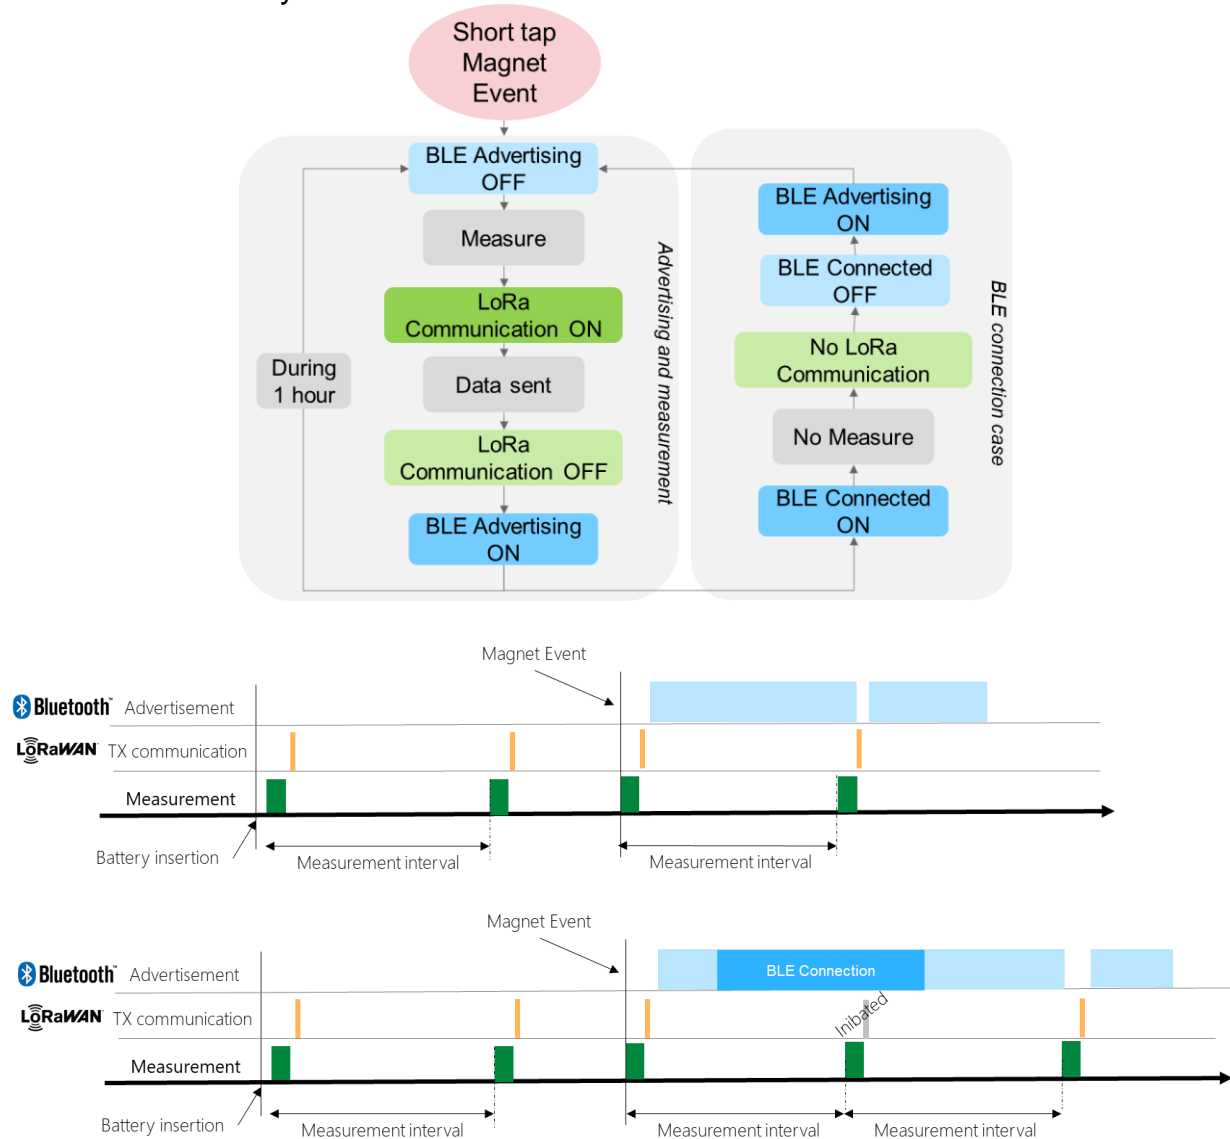 Short tap
Magnet
Event
BLE Advertising
OFF
Measure
LoRa
Communication ON
Data sent
LoRa
Communication OFF
BLE Advertising
ON
During
1 hour
Advertising and measurement
BLE Advertising
ON
BLE Connected
OFF
No LoRa
Communication
No Measure
BLE Connected
ON
BLE connection case
Magnet Event
Bluetooth™ Advertisement
LoRaWAN TX communication
Measurement
Battery insertion
Measurement interval
Measurement interval
Magnet Event
Bluetooth™ Advertisement
BLE Connection
LoRaWAN TX communication
Inibated
Measurement
Battery insertion
Measurement interval
Measurement interval
Measurement interval